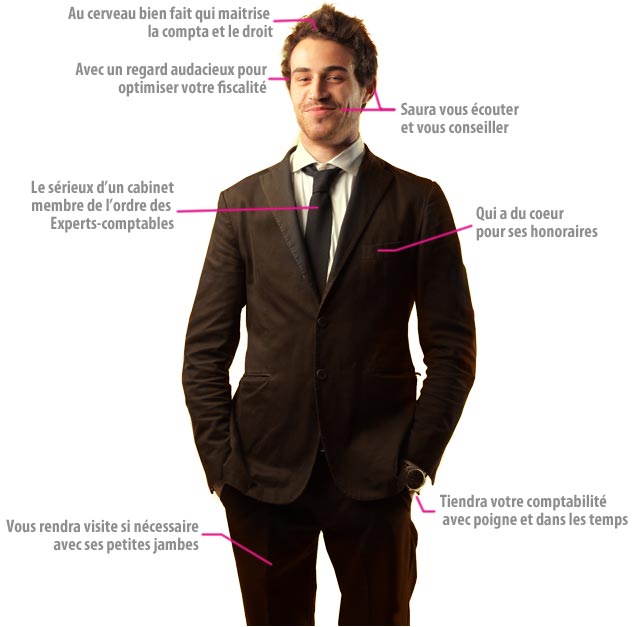 Au cerveau bien fait qui maitrise
la compta et le droit
Avec un regard audacieux pour
optimiser votre fiscalité
Saura vous écouter
et vous conseiller
Le sérieux d'un cabinet
membre de l'ordre des
Experts-comptables
Qui a du coeur
pour ses honoraires
Tiendra votre comptabilité
avec poigne et dans les temps
Vous rendra visite si nécessaire
avec ses petites jambes